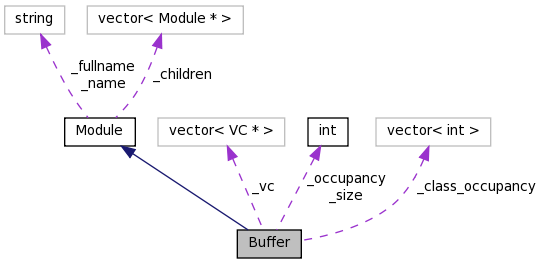 string
vector< Module * >
_fullname
_name
_children
Module
vector< VC * >
int
vector< int >
_vc
_occupancy
_size
_class_occupancy
Buffer